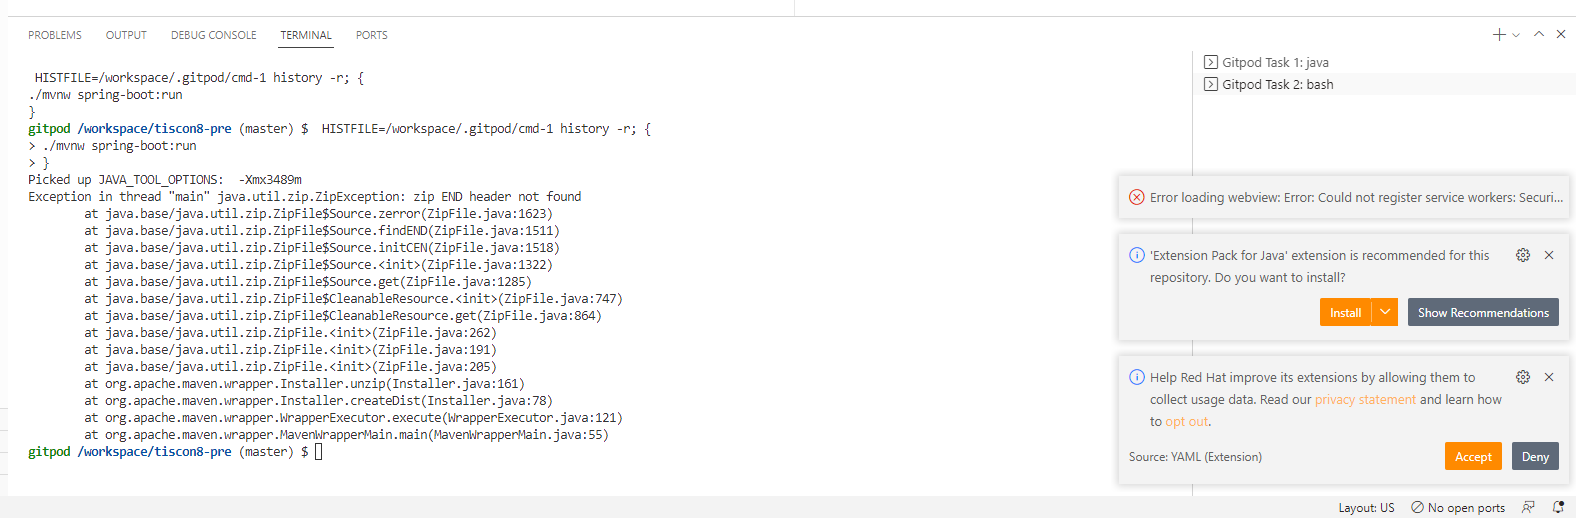 PROBLEMS OUTPUT DEBUG CONSOLE TERMINAL PORTS
HISTFILE=/workspace/.gitpod/cmd-1 history -r; {
./mvnw spring-boot:run
}
gitpod /workspace/tiscon8-pre (master) $  HISTFILE=/workspace/.gitpod/cmd-1 history -r; {
> ./mvnw spring-boot:run
> }
Picked up JAVA_TOOL_OPTIONS:  -Xmx3489m
Exception in thread "main" java.util.zip.ZipException: zip END header not found
        at java.base/java.util.zip.ZipFile$Source.zerror(ZipFile.java:1623)
        at java.base/java.util.zip.ZipFile$Source.findEND(ZipFile.java:1511)
        at java.base/java.util.zip.ZipFile$Source.initCEN(ZipFile.java:1518)
        at java.base/java.util.zip.ZipFile$Source.<init>(ZipFile.java:1322)
        at java.base/java.util.zip.ZipFile$Source.get(ZipFile.java:1285)
        at java.base/java.util.zip.ZipFile$CleanableResource.<init>(ZipFile.java:747)
        at java.base/java.util.zip.ZipFile$CleanableResource.get(ZipFile.java:864)
        at java.base/java.util.zip.ZipFile.<init>(ZipFile.java:262)
        at java.base/java.util.zip.ZipFile.<init>(ZipFile.java:191)
        at java.base/java.util.zip.ZipFile.<init>(ZipFile.java:205)
        at org.apache.maven.wrapper.Installer.unzip(Installer.java:161)
        at org.apache.maven.wrapper.Installer.createDist(Installer.java:78)
        at org.apache.maven.wrapper.WrapperExecutor.execute(WrapperExecutor.java:121)
        at org.apache.maven.wrapper.MavenWrapperMain.main(MavenWrapperMain.java:55)
gitpod /workspace/tiscon8-pre (master) $
Gitpod Task 1: java
Gitpod Task 2: bash
Error loading webview: Error: Could not register service workers: Securi...
'Extension Pack for Java' extension is recommended for this
repository. Do you want to install?
Install Show Recommendations
Help Red Hat improve its extensions by allowing them to
collect usage data. Read our privacy statement and learn how
to opt out.
Source: YAML (Extension) Accept Deny
Layout: US No open ports